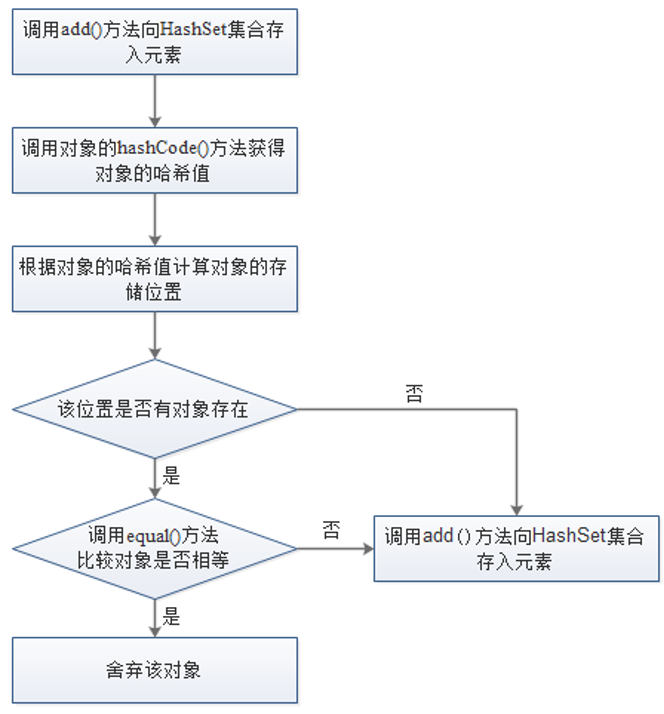 调用add()方法向HashSet集合存
入元素
调用对象的hashCode()方法获得
对象的哈希值
根据对象的哈希值计算对象的存
储位置
该位置是否有对象存在
否
是
调用equal()方法
比较对象是否相等
否
调用add()方法向HashSet集合
存入元素
是
舍弃该对象